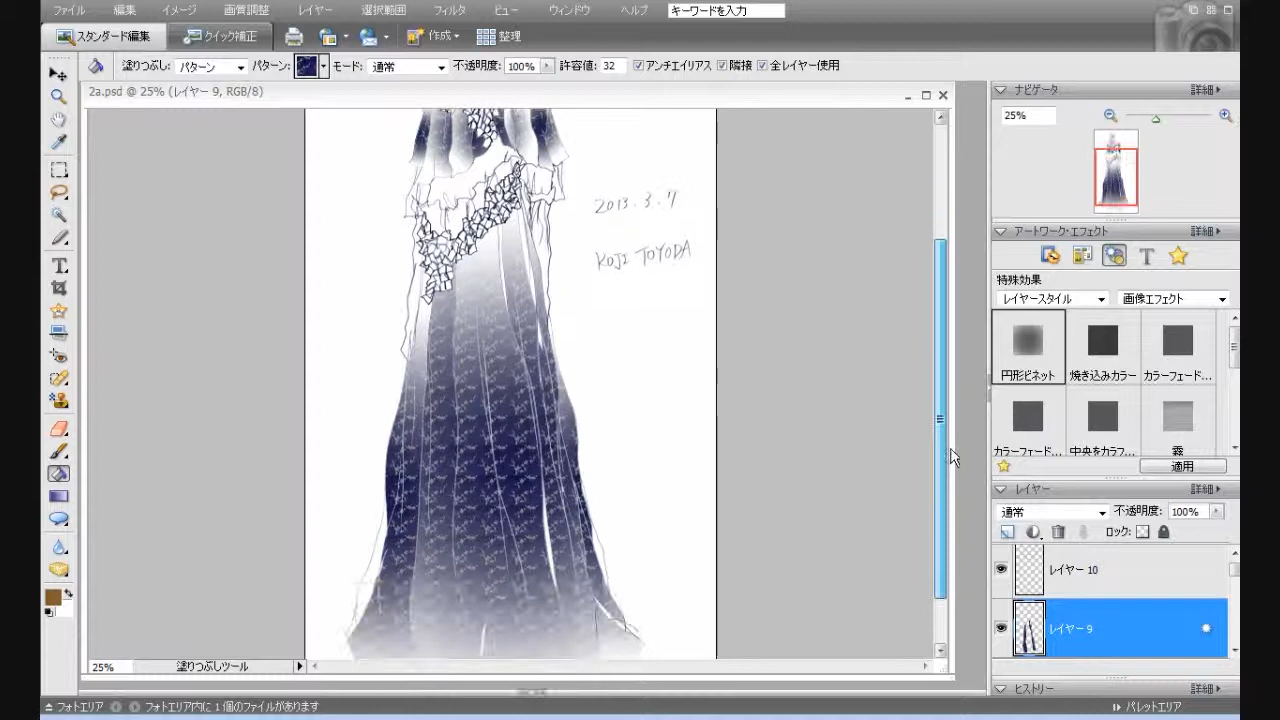 ファイル 編集 イメージ 画質調整 レイヤー 選択範囲 フィルタ ビュー ウィンドウ ヘルプ キーワードを入力
スタンダード編集 クイック補正 作成 整理
塗りつぶし: パターン パターン: モード: 通常 不透明度: 100% 許容値: 32 アンチエイリアス 隣接 全レイヤー使用
2a.psd @ 25% (レイヤー 9, RGB/8)
2013.3.7
KOJI TOYODA
25% 塗りつぶしツール
フォトエリア フォトエリア内に 1 個のファイルがあります
ナビゲータ 詳細
25%
アートワーク・エフェクト 詳細
特殊効果
レイヤースタイル 画像エフェクト
円形ビネット 焼き込みカラー カラーフェード...
カラーフェード... 中央をカラフ... 霧
適用
レイヤー 詳細
通常 不透明度: 100%
ロック:
レイヤー 10
レイヤー 9
ヒストリー 詳細
パレットエリア